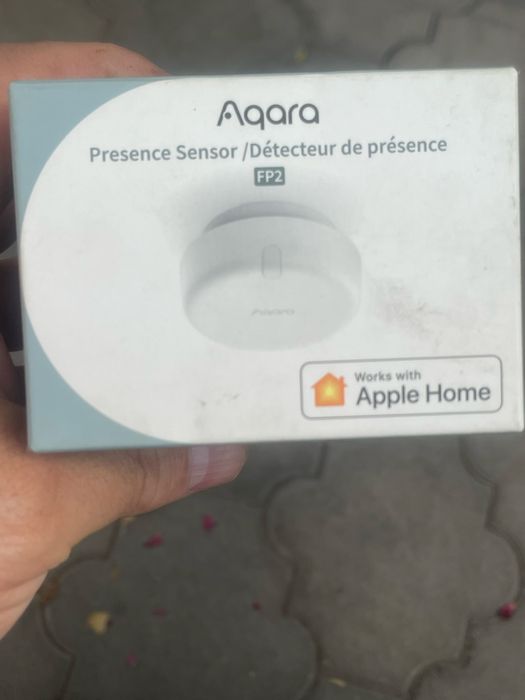 Aqara
Presence Sensor /Détecteur de présence
FP2
Aqara
Works with
Apple Home